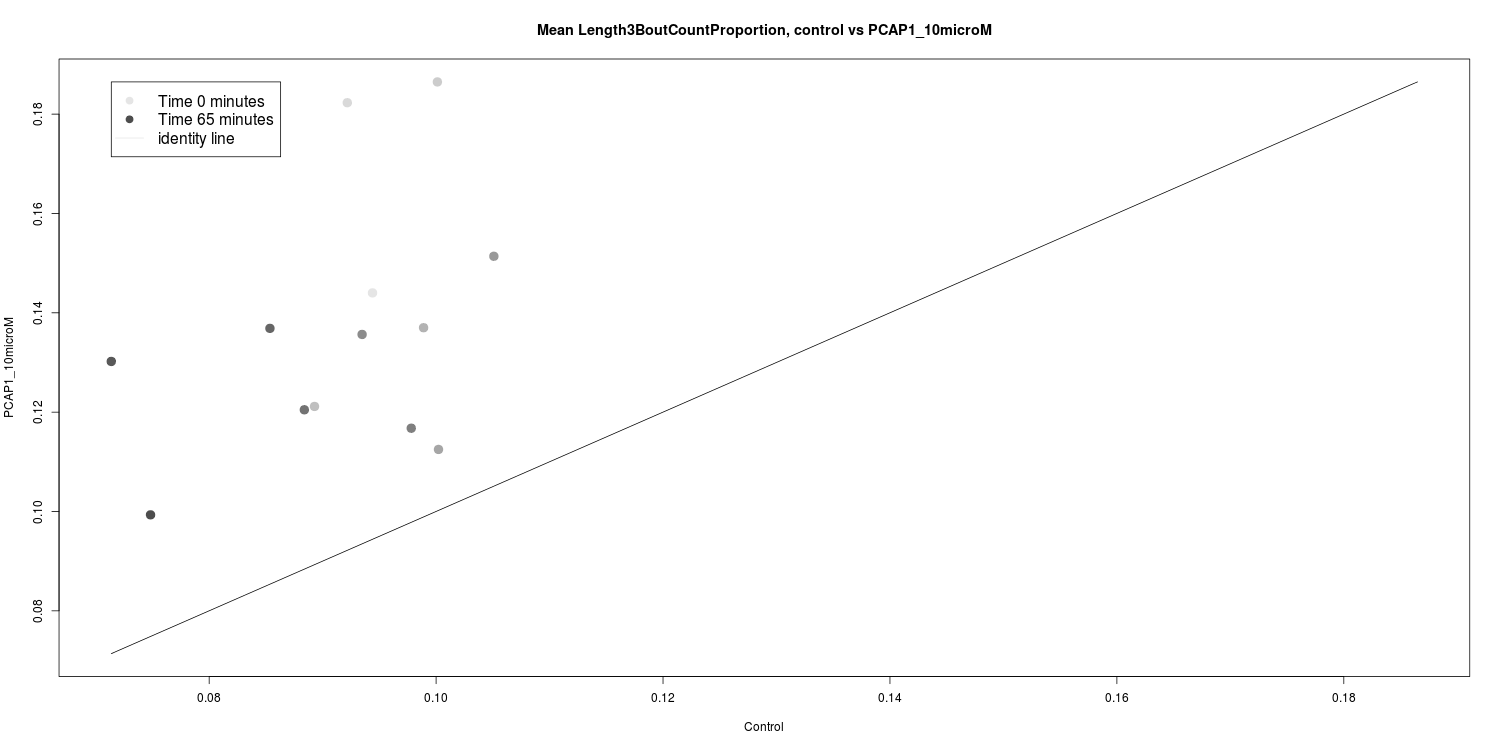 Mean Length3BoutCountProportion, control vs PCAP1_10microM
Time 0 minutes
Time 65 minutes
identity line
PCAP1_10microM
0.18
0.16
0.14
0.12
0.10
0.08
0.08
0.10
0.12
0.14
0.16
0.18
Control